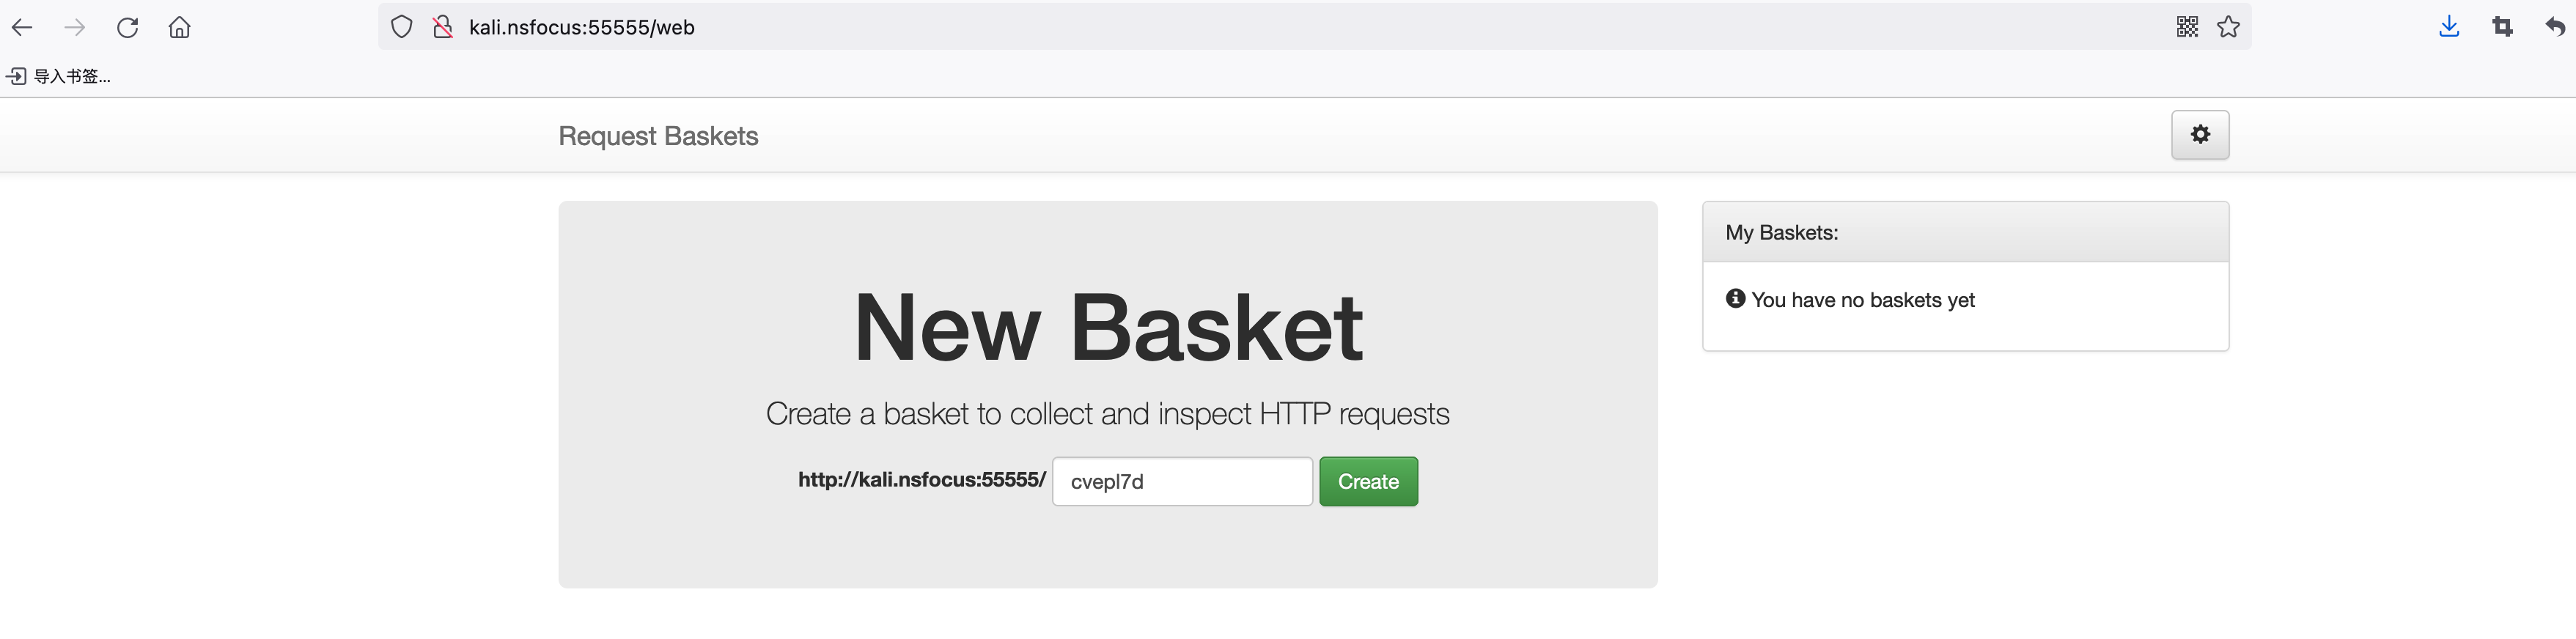 kali.nsfocus:55555/web
导入书签...
Request Baskets
New Basket
Create a basket to collect and inspect HTTP requests
http://kali.nsfocus:55555/ cvepl7d Create
My Baskets:
You have no baskets yet